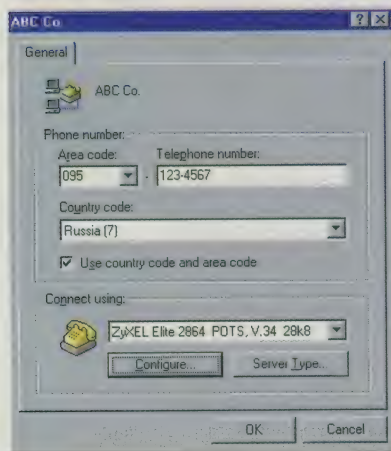 ABC Co.
General
ABC Co.
Phone number:
Area code: Telephone number:
095 - 123-4567
Country code:
Russia (7)
Use country code and area code
Connect using:
ZyXEL Elite 2864 POTS, V.34 28k8
Configure... Server Type...
OK Cancel